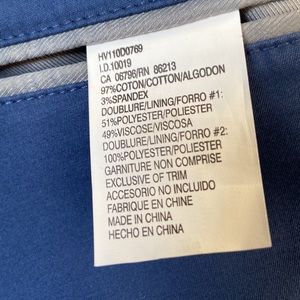 HV110D0769
I.D.10019
CA 06796/RN 86213
97%COTON/COTTON/ALGODON
3%SPANDEX
DOUBLURE/LINING/FORRO #1:
51%POLYESTER/POLIESTER
49%VISCOSE/VISCOSA
DOUBLURE/LINING/FORRO #2:
100%POLYESTER/POLIESTER
GARNITURE NON COMPRISE
EXCLUSIVE OF TRIM
ACCESORIO NO INCLUIDO
FABRIQUE EN CHINE
MADE IN CHINA
HECHO EN CHINA